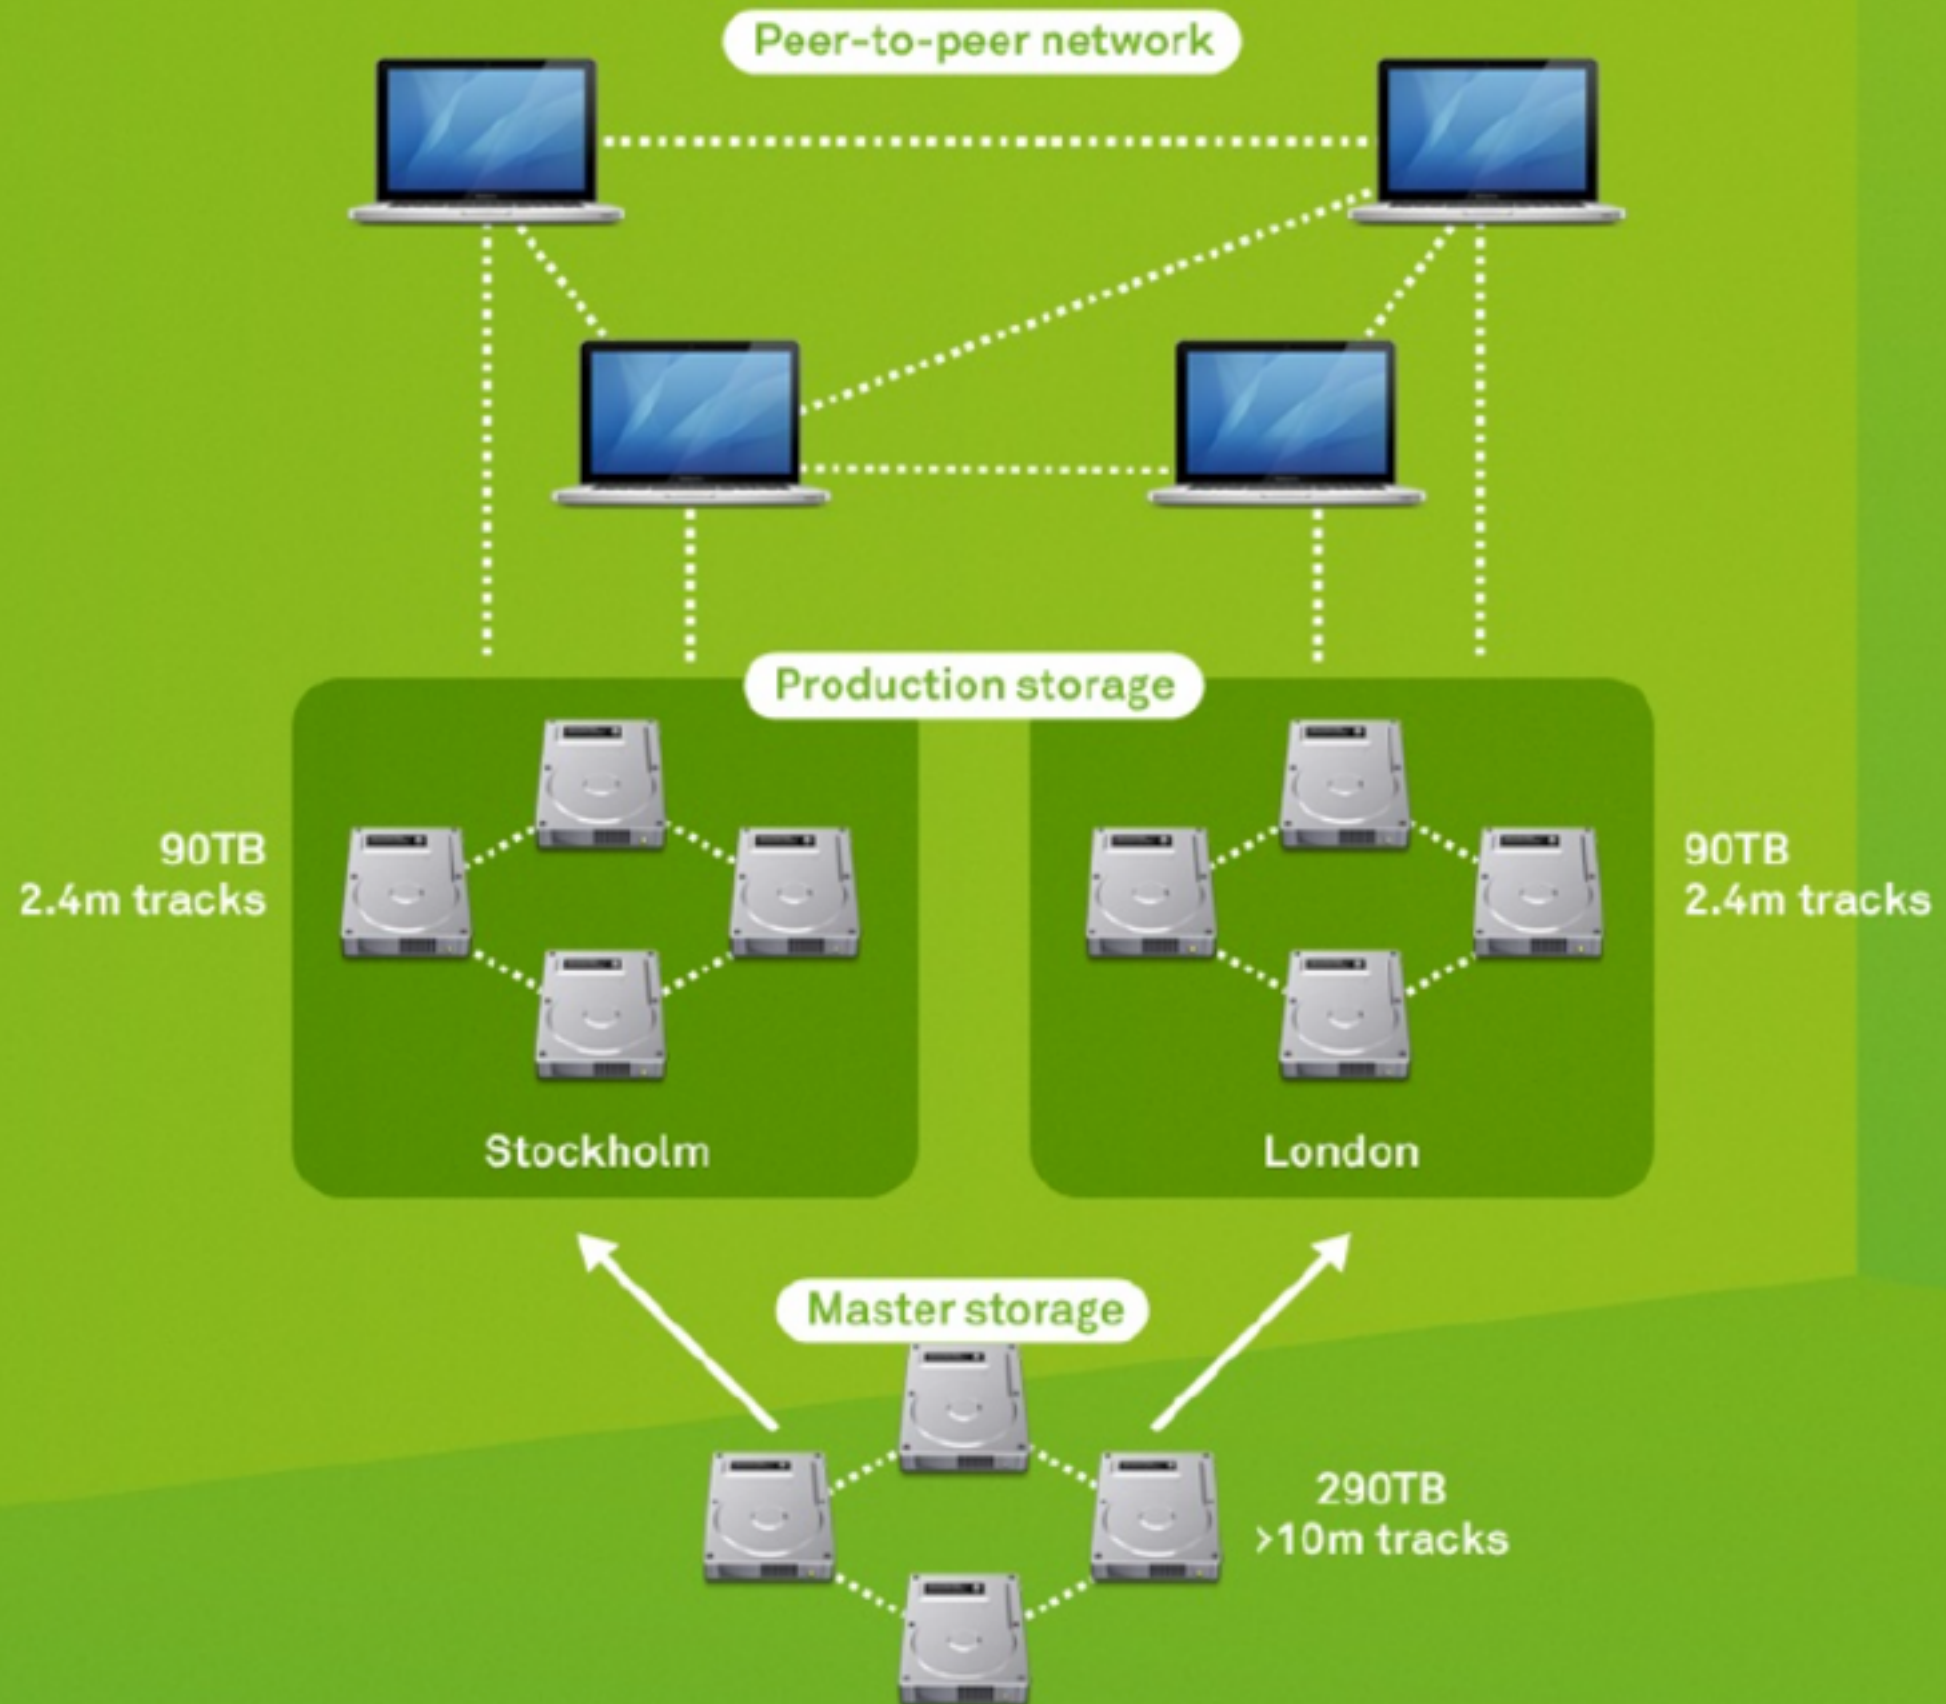 Peer-to-peer network
Production storage
90TB
2.4m tracks
90TB
2.4m tracks
Stockholm
London
Master storage
290TB
>10m tracks